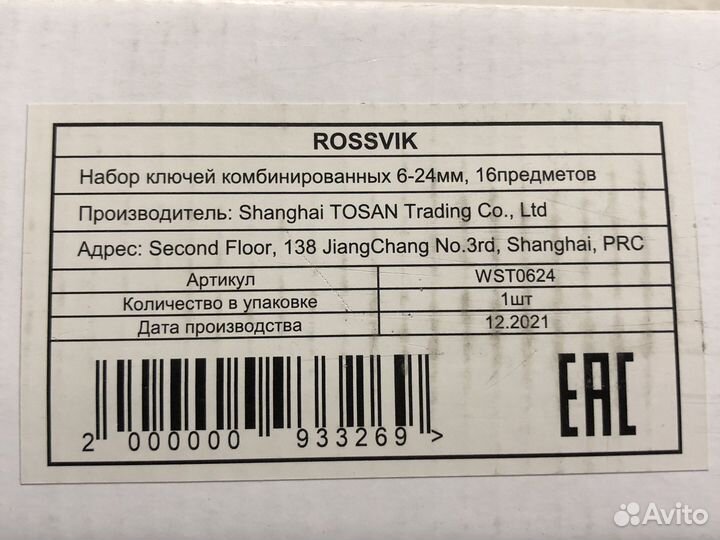 ROSSVIK
Набор ключей комбинированных 6-24мм, 16предметов
Производитель: Shanghai TOSAN Trading Co., Ltd
Адрес: Second Floor, 138 JiangChang No.3rd, Shanghai, PRC
Артикул WST0624
Количество в упаковке 1шт
Дата производства 12.2021
2 000000 933269 >
EAC
Avito